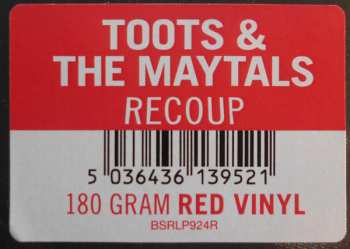 TOOTS &
THE MAYTALS
RECOUP
5 036436 139521
180 GRAM RED VINYL
BSRLP924R